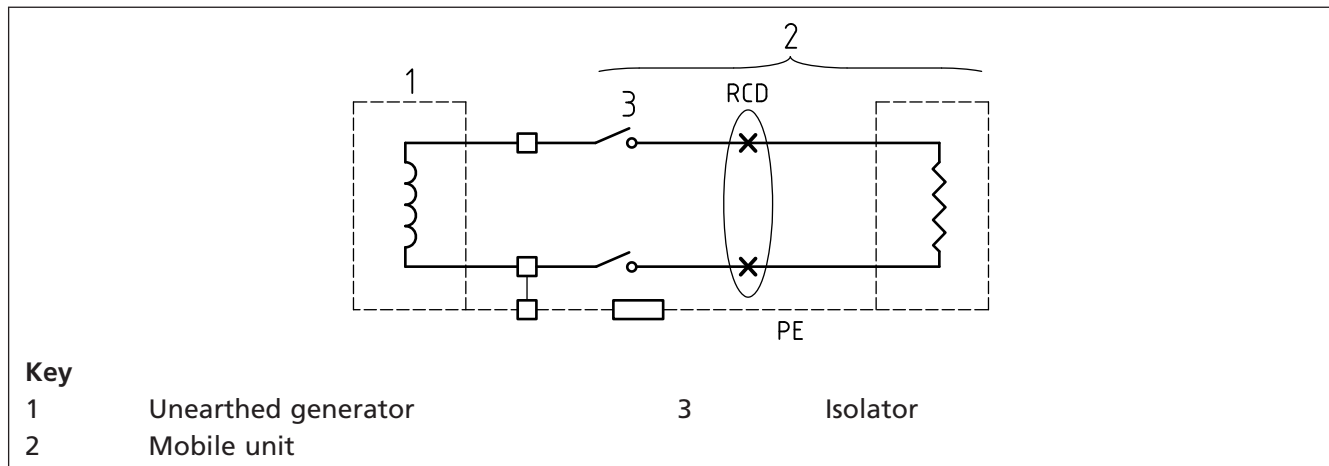 2
1
3
RCD
PE
Key
1 Unearthed generator 3 Isolator
2 Mobile unit